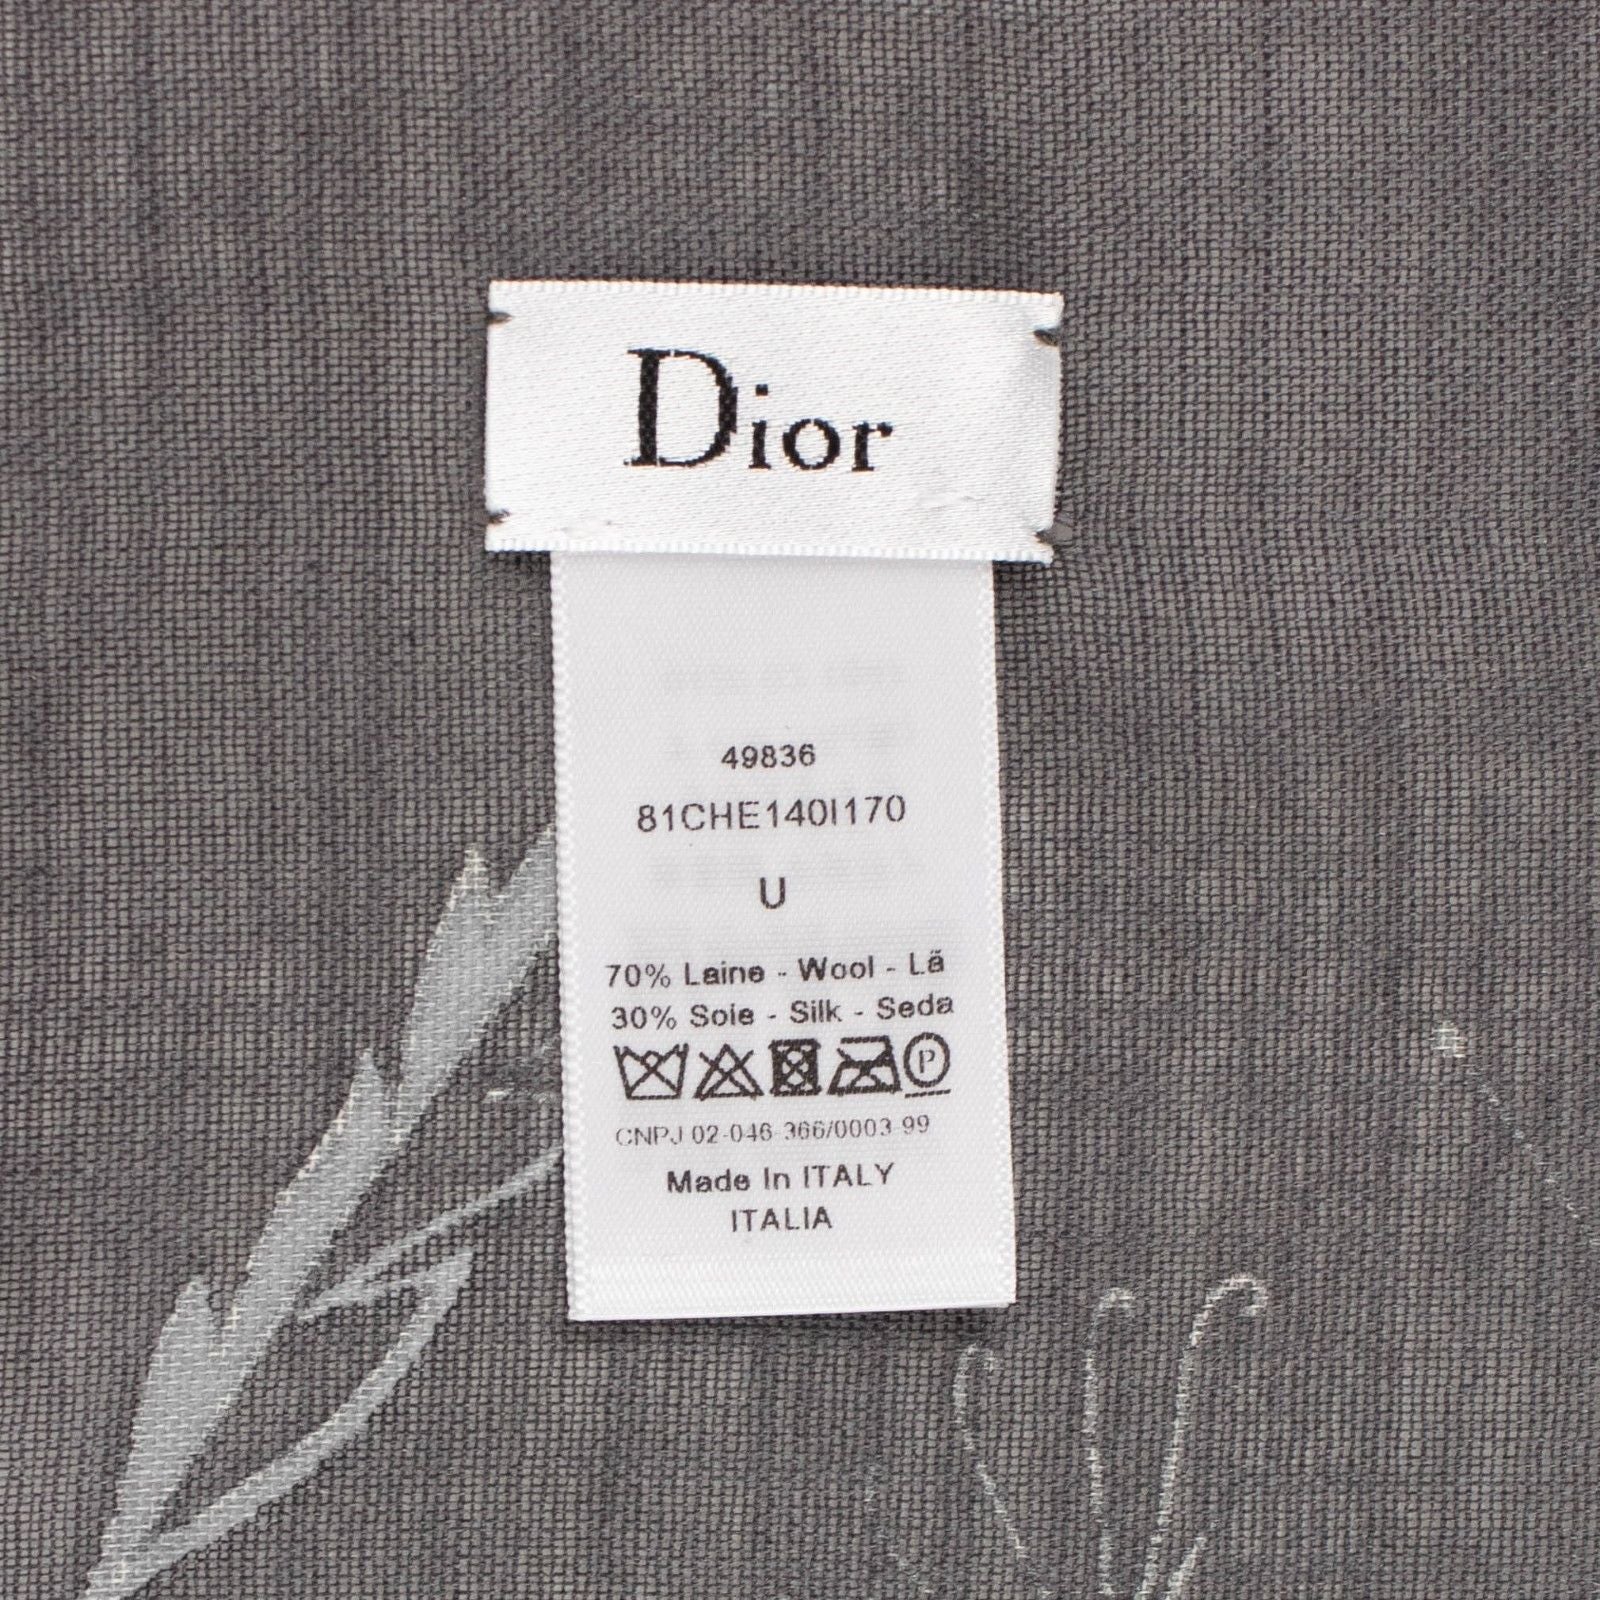 Dior
49836
81CHE140I170
U
70% Laine - Wool - Lã
30% Soie - Silk - Seda
P
CNPJ 02-046-366/0003-99
Made In ITALY
ITALIA